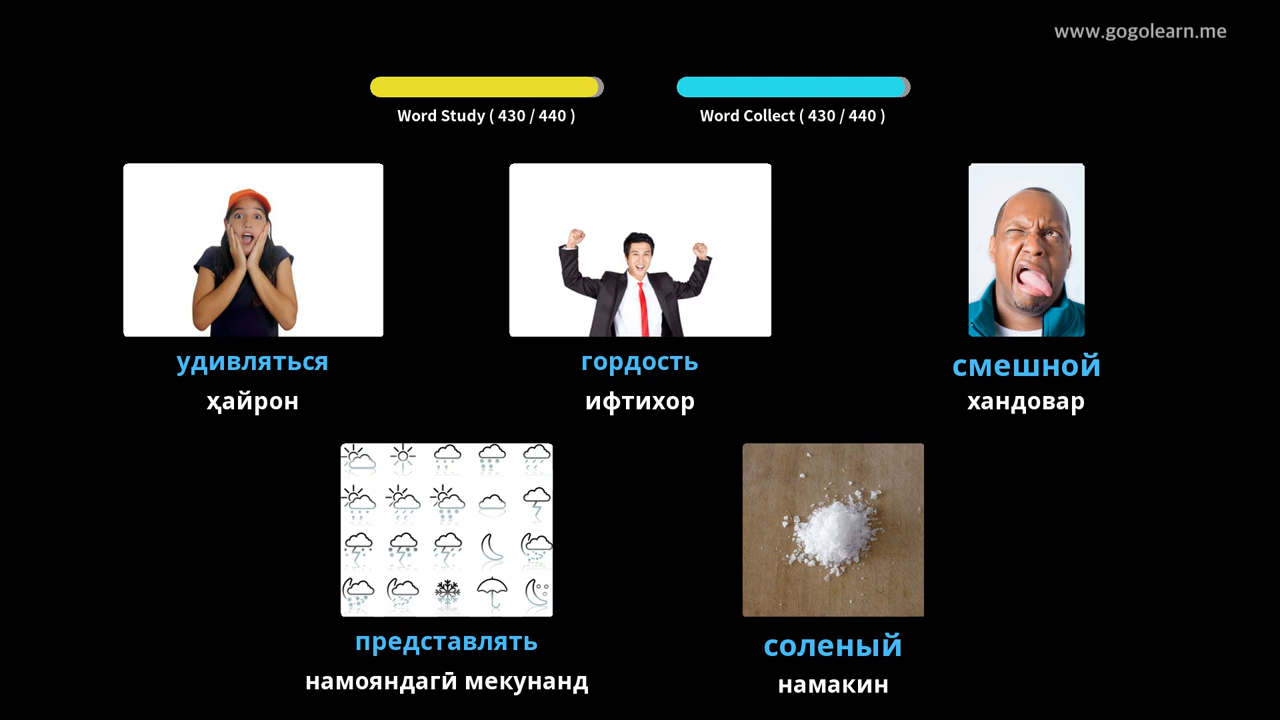 www.gogolearn.me
Word Study ( 430 / 440 )
Word Collect ( 430 / 440 )
удивляться
ҳайрон
гордость
ифтихор
смешной
хандовар
представлять
намояндагӣ мекунанд
соленый
намакин